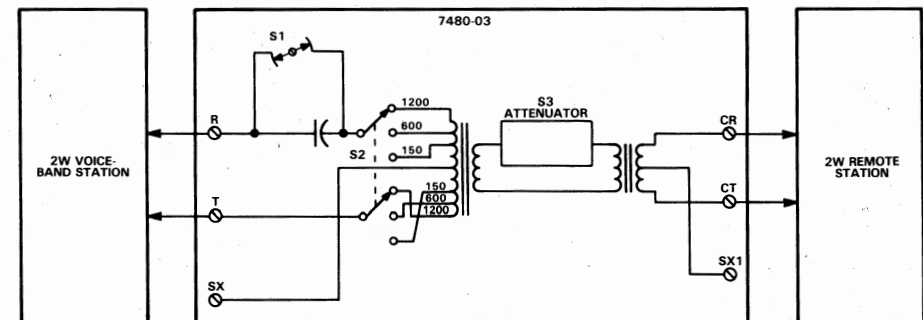 7480-03
S1
1200
S3
ATTENUATOR
R
CR
600
150
S2
2W VOICE-
BAND STATION
2W REMOTE
STATION
150
600
1200
T
CT
SX1
SX